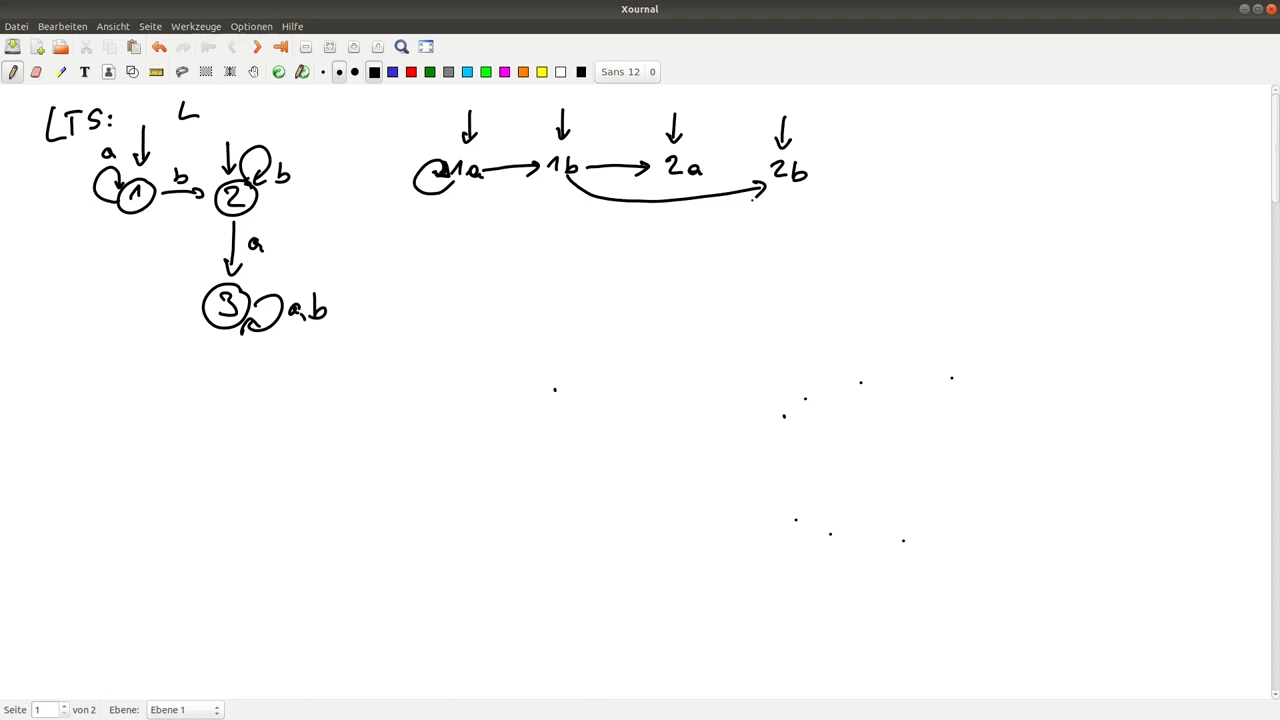 Xournal
Datei Bearbeiten Ansicht Seite Werkzeuge Optionen Hilfe
T Sans 12 0
LTS: L
a 1 b 2 b
a
3 a,b
1a 1b 2a 2b
Seite 1 von 2 Ebene: Ebene 1